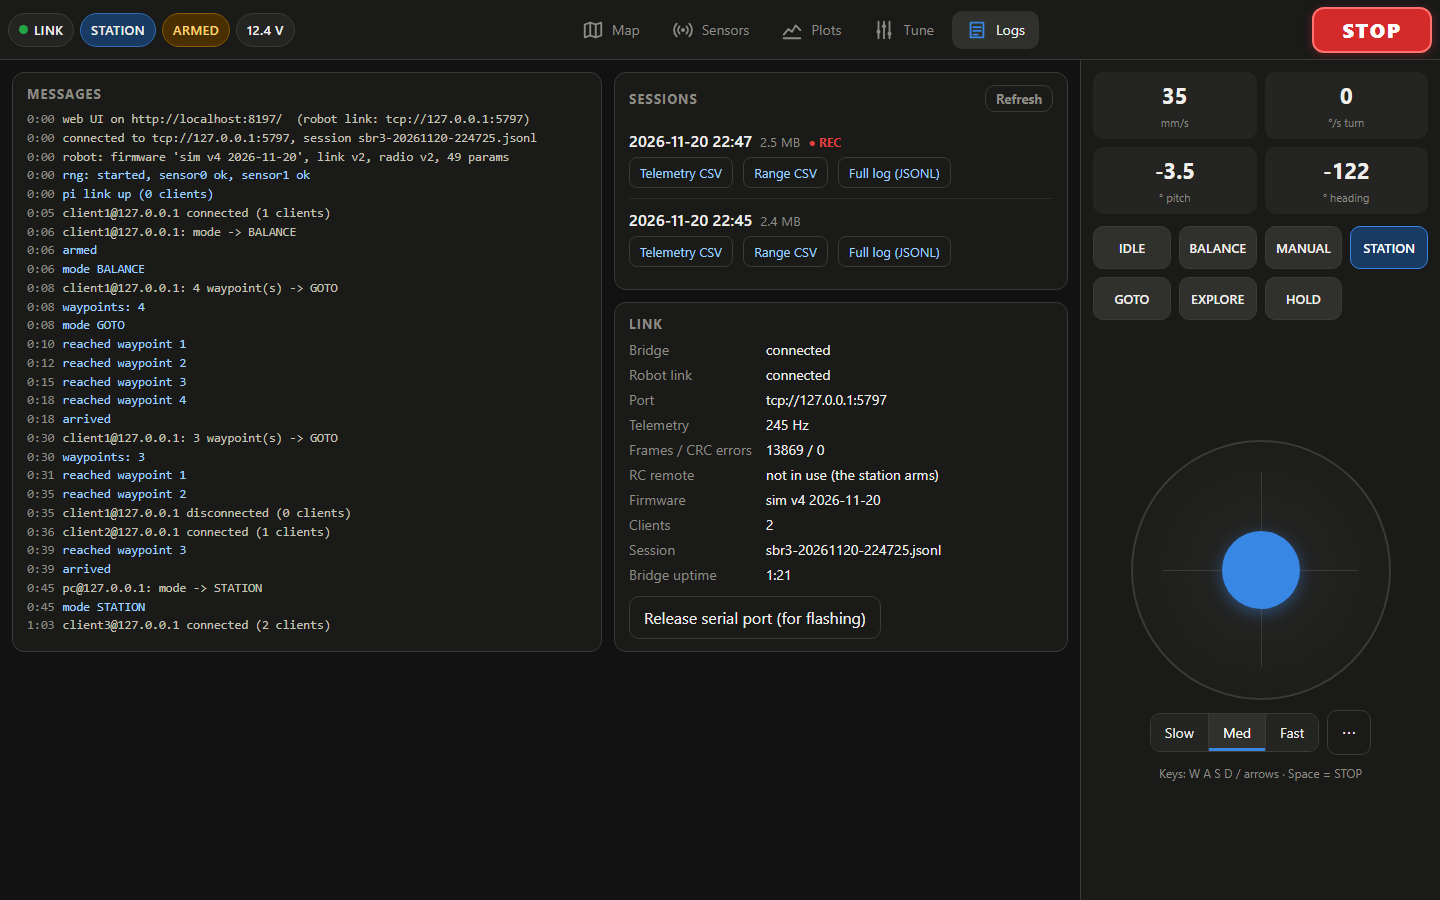 LINK STATION ARMED 12.4 V Map Sensors Plots Tune Logs STOP
MESSAGES
0:00 web UI on http://localhost:8197/ (robot link: tcp://127.0.0.1:5797)
0:00 connected to tcp://127.0.0.1:5797, session sbr3-20261120-224725.jsonl
0:00 robot: firmware 'sim v4 2026-11-20', link v2, radio v2, 49 params
0:00 rng: started, sensor0 ok, sensor1 ok
0:00 pi link up (0 clients)
0:05 client1@127.0.0.1 connected (1 clients)
0:06 client1@127.0.0.1: mode -> BALANCE
0:06 armed
0:06 mode BALANCE
0:08 client1@127.0.0.1: 4 waypoint(s) -> GOTO
0:08 waypoints: 4
0:08 mode GOTO
0:10 reached waypoint 1
0:12 reached waypoint 2
0:15 reached waypoint 3
0:18 reached waypoint 4
0:18 arrived
0:30 client1@127.0.0.1: 3 waypoint(s) -> GOTO
0:30 waypoints: 3
0:31 reached waypoint 1
0:35 reached waypoint 2
0:35 client1@127.0.0.1 disconnected (0 clients)
0:36 client2@127.0.0.1 connected (1 clients)
0:39 reached waypoint 3
0:39 arrived
0:45 pc@127.0.0.1: mode -> STATION
0:45 mode STATION
1:03 client3@127.0.0.1 connected (2 clients)
SESSIONS Refresh
2026-11-20 22:47 2.5 MB ● REC
Telemetry CSV Range CSV Full log (JSONL)
2026-11-20 22:45 2.4 MB
Telemetry CSV Range CSV Full log (JSONL)
LINK
Bridge connected
Robot link connected
Port tcp://127.0.0.1:5797
Telemetry 245 Hz
Frames / CRC errors 13869 / 0
RC remote not in use (the station arms)
Firmware sim v4 2026-11-20
Clients 2
Session sbr3-20261120-224725.jsonl
Bridge uptime 1:21
Release serial port (for flashing)
35 0
mm/s °/s turn
-3.5 -122
° pitch ° heading
IDLE BALANCE MANUAL STATION
GOTO EXPLORE HOLD
Slow Med Fast ···
Keys: W A S D / arrows · Space = STOP